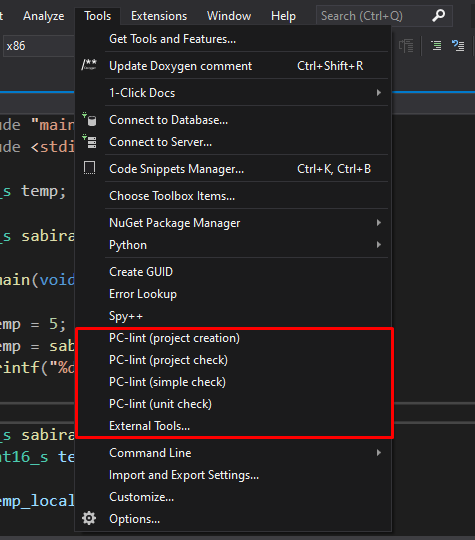 t Analyze Tools Extensions Window Help Search (Ctrl+Q)
x86
Get Tools and Features...
Update Doxygen comment Ctrl+Shift+R
1-Click Docs
Connect to Database...
Connect to Server...
Code Snippets Manager... Ctrl+K, Ctrl+B
Choose Toolbox Items...
NuGet Package Manager
Python
Create GUID
Error Lookup
Spy++
PC-lint (project creation)
PC-lint (project check)
PC-lint (simple check)
PC-lint (unit check)
External Tools...
Command Line
Import and Export Settings...
Customize...
Options...
ude "main
ude <stdi
_s temp;
_s sabira
main(void
emp = 5;
emp = sab
rintf("%d
_s sabira
nt16_s te
emp_local